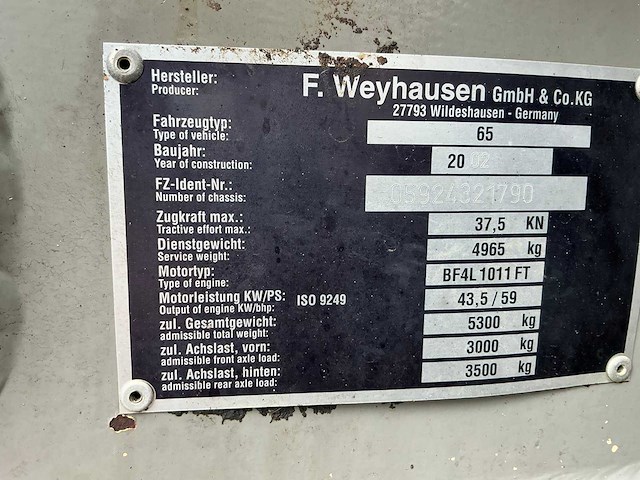 Hersteller: F. Weyhausen GmbH & Co.KG
Producer: 27793 Wildeshausen - Germany
Fahrzeugtyp: 65
Type of vehicle:
Baujahr: 2002
Year of construction:
FZ-Ident-Nr.:
Number of chassis:
Zugkraft max.: 37,5 KN
Tractive effort max.:
Dienstgewicht: 4965 kg
Service weight:
Motortyp: BF4L 1011 FT
Type of engine:
Motorleistung KW/PS: ISO 9249 43,5 / 59
Output of engine KW/bhp:
zul. Gesamtgewicht: 5300 kg
admissible total weight:
zul. Achslast, vorn: 3000 kg
admissible front axle load:
zul. Achslast, hinten: 3500 kg
admissible rear axle load: